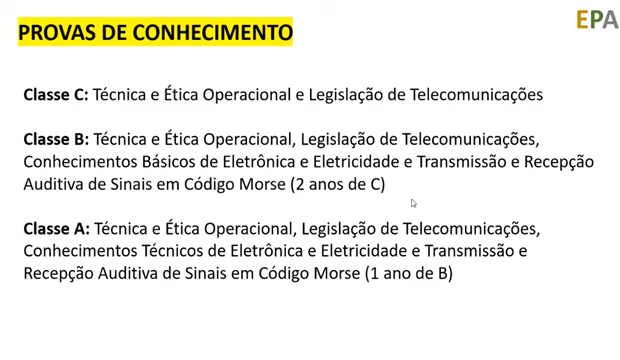 EPA
PROVAS DE CONHECIMENTO
Classe C: Técnica e Ética Operacional e Legislação de Telecomunicações
Classe B: Técnica e Ética Operacional, Legislação de Telecomunicações,
Conhecimentos Básicos de Eletrônica e Eletricidade e Transmissão e Recepção
Auditiva de Sinais em Código Morse (2 anos de C)
Classe A: Técnica e Ética Operacional, Legislação de Telecomunicações,
Conhecimentos Técnicos de Eletrônica e Eletricidade e Transmissão e
Recepção Auditiva de Sinais em Código Morse (1 ano de B)